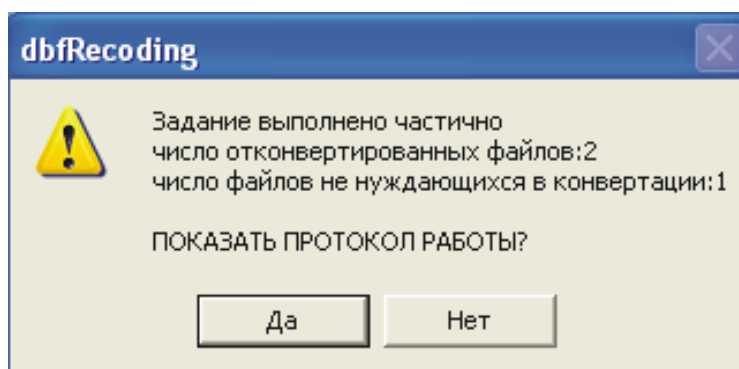 dbfRecoding
Задание выполнено частично
число отконвертированных файлов:2
число файлов не нуждающихся в конвертации:1
ПОКАЗАТЬ ПРОТОКОЛ РАБОТЫ?
Да Нет